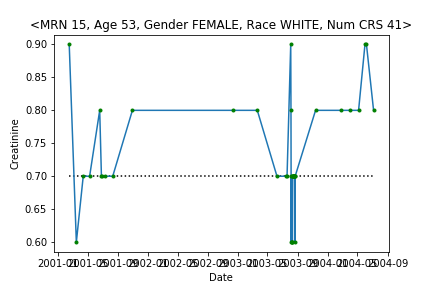 <MRN 15, Age 53, Gender FEMALE, Race WHITE, Num CRS 41>
0.90
0.85
0.80
0.75
0.70
0.65
0.60
Creatinine
2001-01 2001-05 2001-09 2002-01 2002-05 2002-09 2003-01 2003-05 2003-09 2004-01 2004-05 2004-09
Date